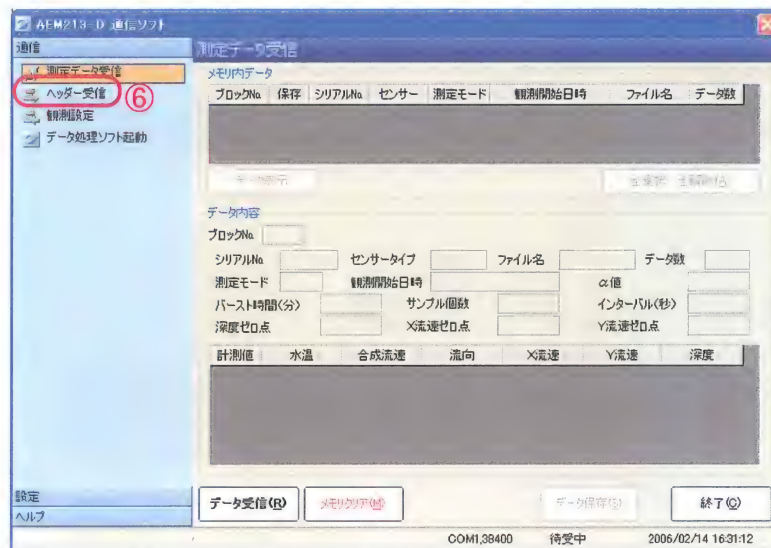 AEM213-D 通信ソフト
通信
測定データ受信
ヘッダー受信
⑥
観測設定
データ処理ソフト起動
設定
ヘルプ
測定データ受信
メモリ内データ
ブロックNo. 保存 シリアルNo. センサー 測定モード 観測開始日時 ファイル名 データ数
データ表示
データ内容
ブロックNo.
シリアルNo. センサータイプ ファイル名 データ数
測定モード 観測開始日時 α値
バースト時間(分) サンプル個数 インターバル(秒)
深度ゼロ点 X流速ゼロ点 Y流速ゼロ点
計測値 水温 合成流速 流向 X流速 Y流速 深度
データ受信(R) メモリクリア(M) データ保存(S) 終了(C)
COM1,38400 待受中 2006/02/14 16:31:12